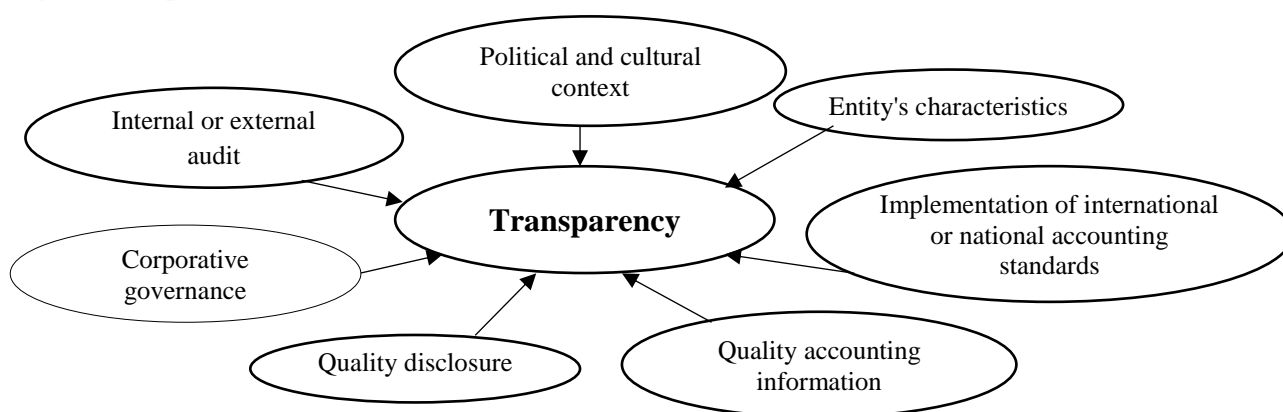 Political and cultural
context
Entity's characteristics
Internal or external
audit
Transparency
Implementation of international
or national accounting
standards
Corporative
governance
Quality disclosure
Quality accounting
information